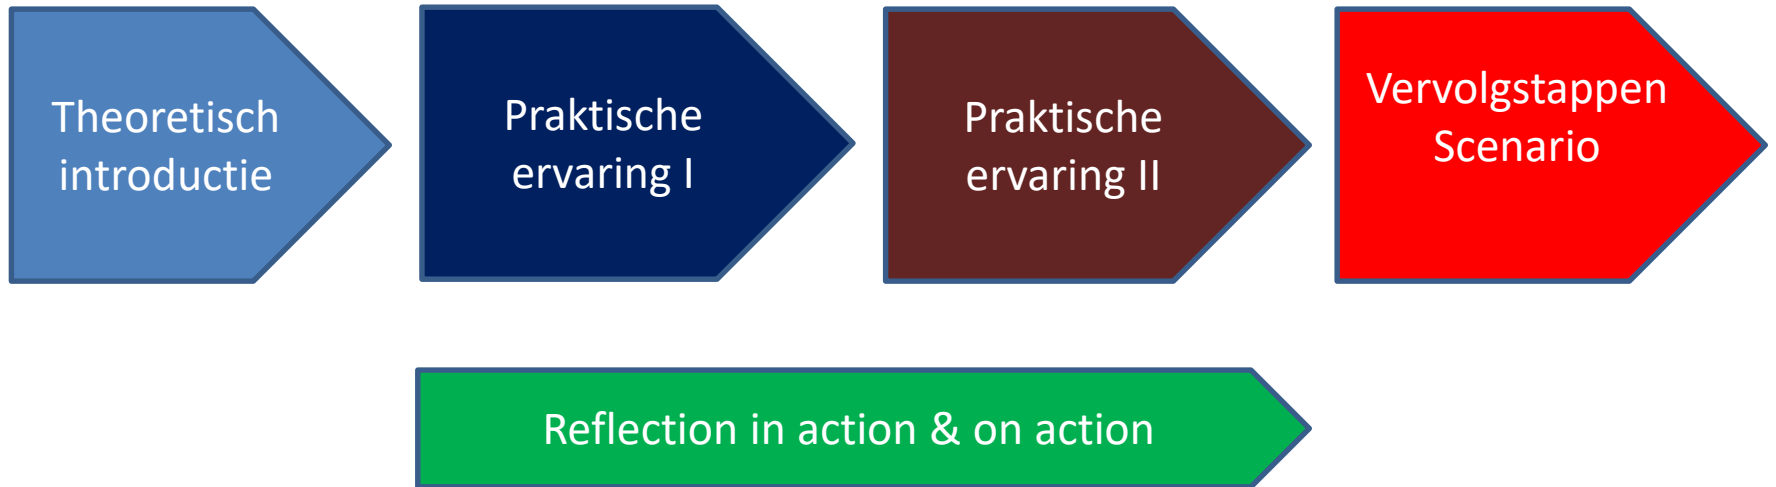 Theoretisch
introductie
Praktische
ervaring I
Praktische
ervaring II
Vervolgstappen
Scenario
Reflection in action & on action